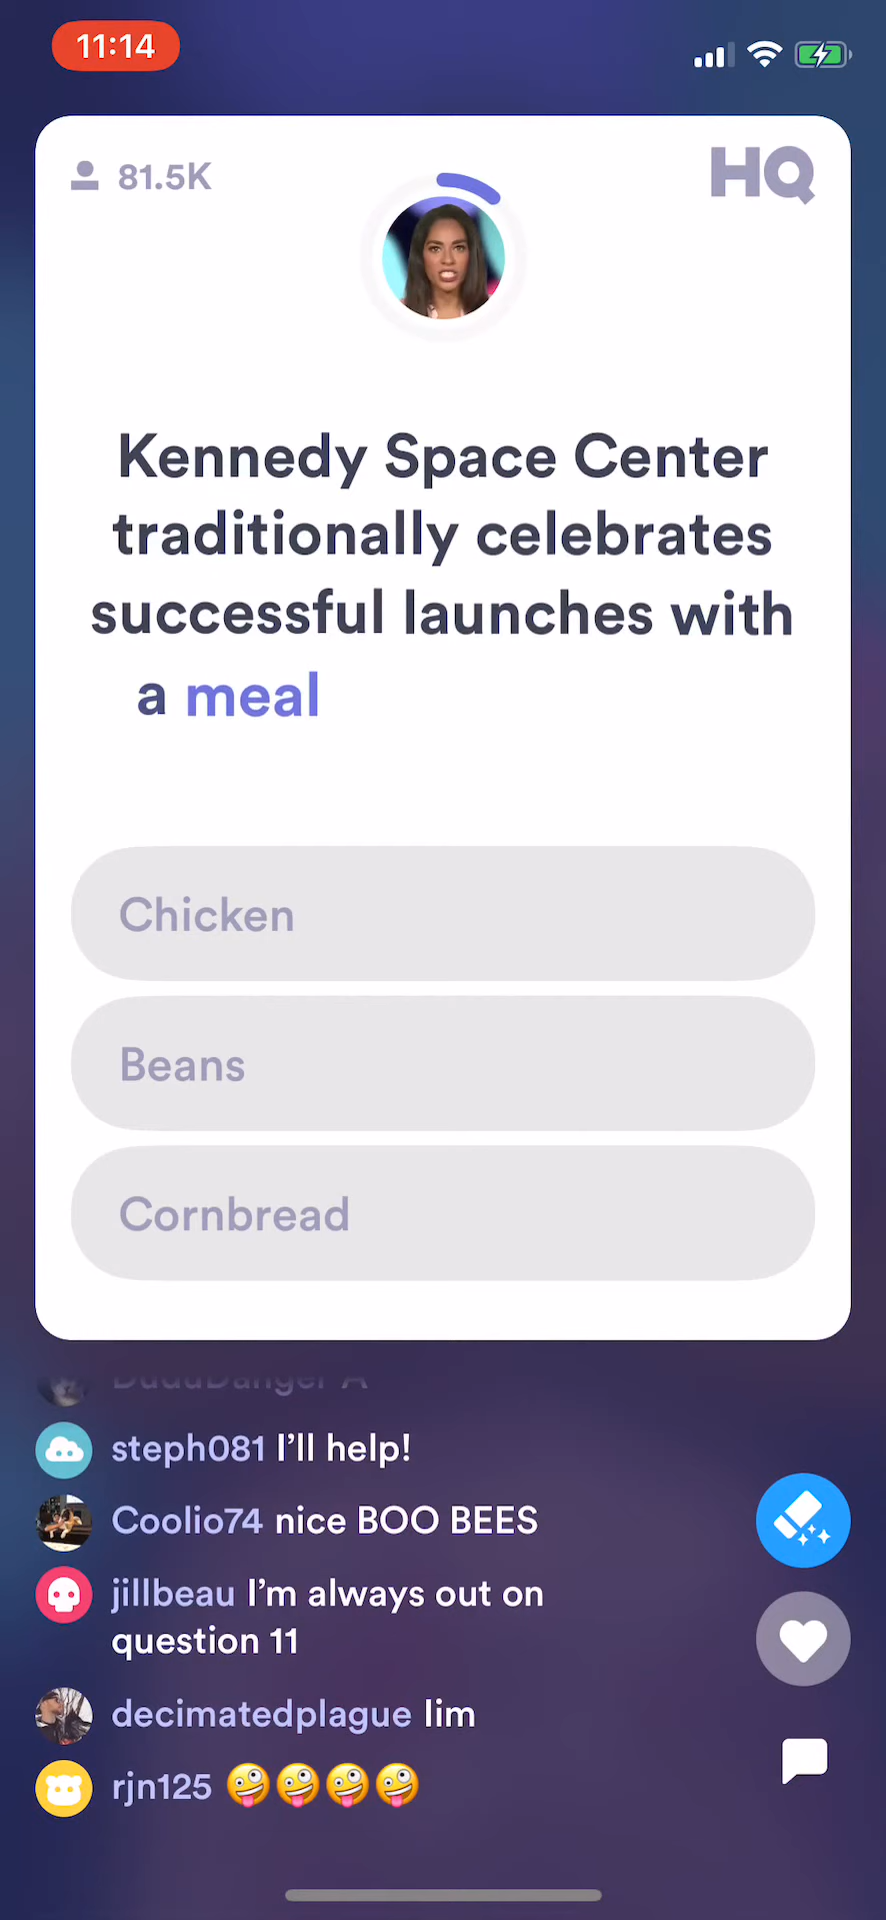 11:14
81.5K
HQ
Kennedy Space Center
traditionally celebrates
successful launches with
a meal
Chicken
Beans
Cornbread
DuduDanger A
steph081 I'll help!
Coolio74 nice BOO BEES
jillbeau I'm always out on
question 11
decimatedplague lim
rjn125 🤪🤪🤪🤪